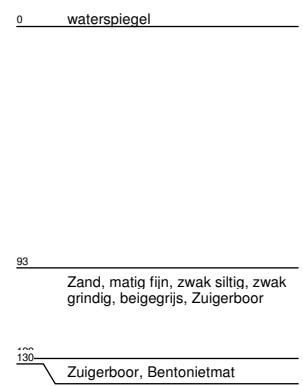 0 waterspiegel
93
Zand, matig fijn, zwak siltig, zwak
grindig, beigegrijs, Zuigerboor
130
Zuigerboor, Bentonietmat